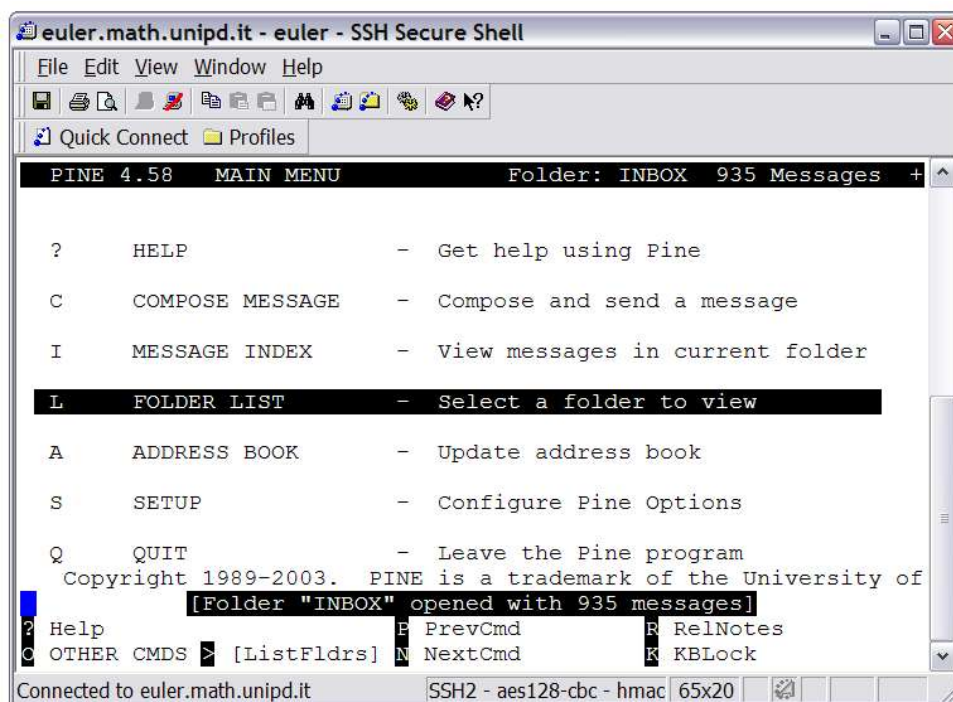 euler.math.unipd.it - euler - SSH Secure Shell
File Edit View Window Help
Quick Connect Profiles
PINE 4.58 MAIN MENU Folder: INBOX 935 Messages +
? HELP - Get help using Pine
C COMPOSE MESSAGE - Compose and send a message
I MESSAGE INDEX - View messages in current folder
L FOLDER LIST - Select a folder to view
A ADDRESS BOOK - Update address book
S SETUP - Configure Pine Options
Q QUIT - Leave the Pine program
Copyright 1989-2003. PINE is a trademark of the University of
[Folder "INBOX" opened with 935 messages]
? Help P PrevCmd R RelNotes
O OTHER CMDS > [ListFldrs] N NextCmd K KBLock
Connected to euler.math.unipd.it SSH2 - aes128-cbc - hmac 65x20